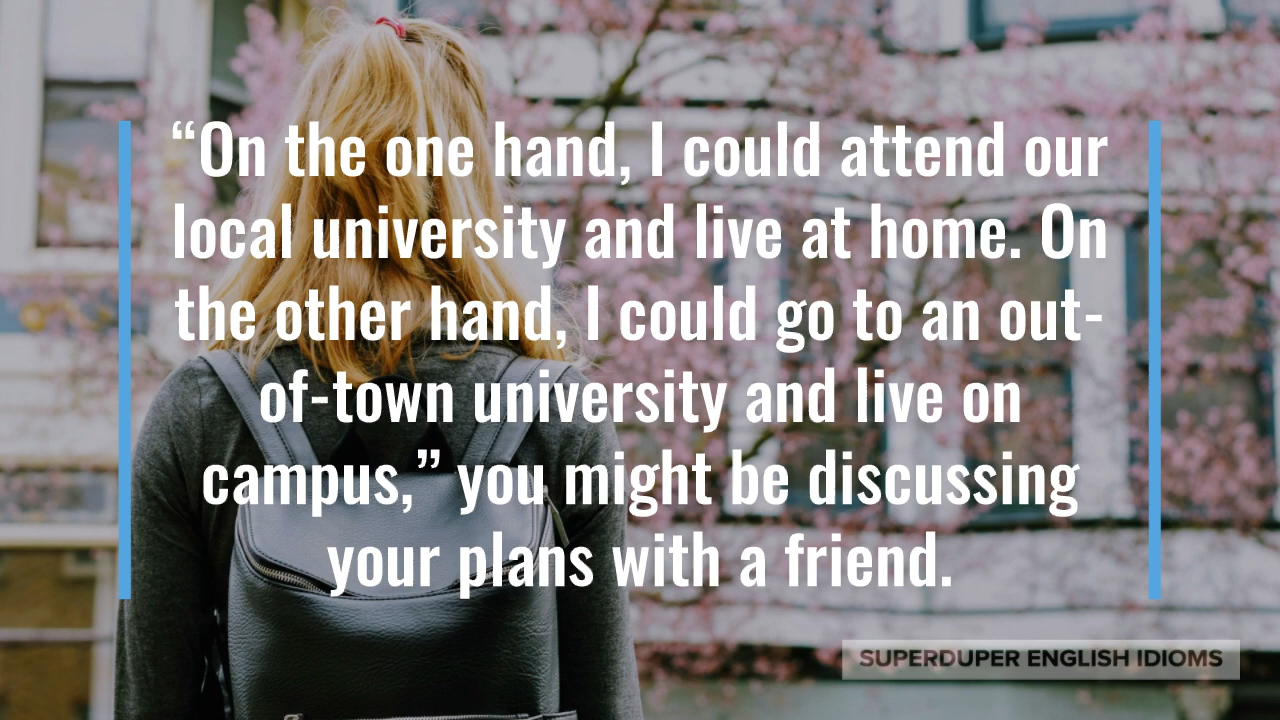 “On the one hand, I could attend our
local university and live at home. On
the other hand, I could go to an out-
of-town university and live on
campus,” you might be discussing
your plans with a friend.
SUPERDUPER ENGLISH IDIOMS